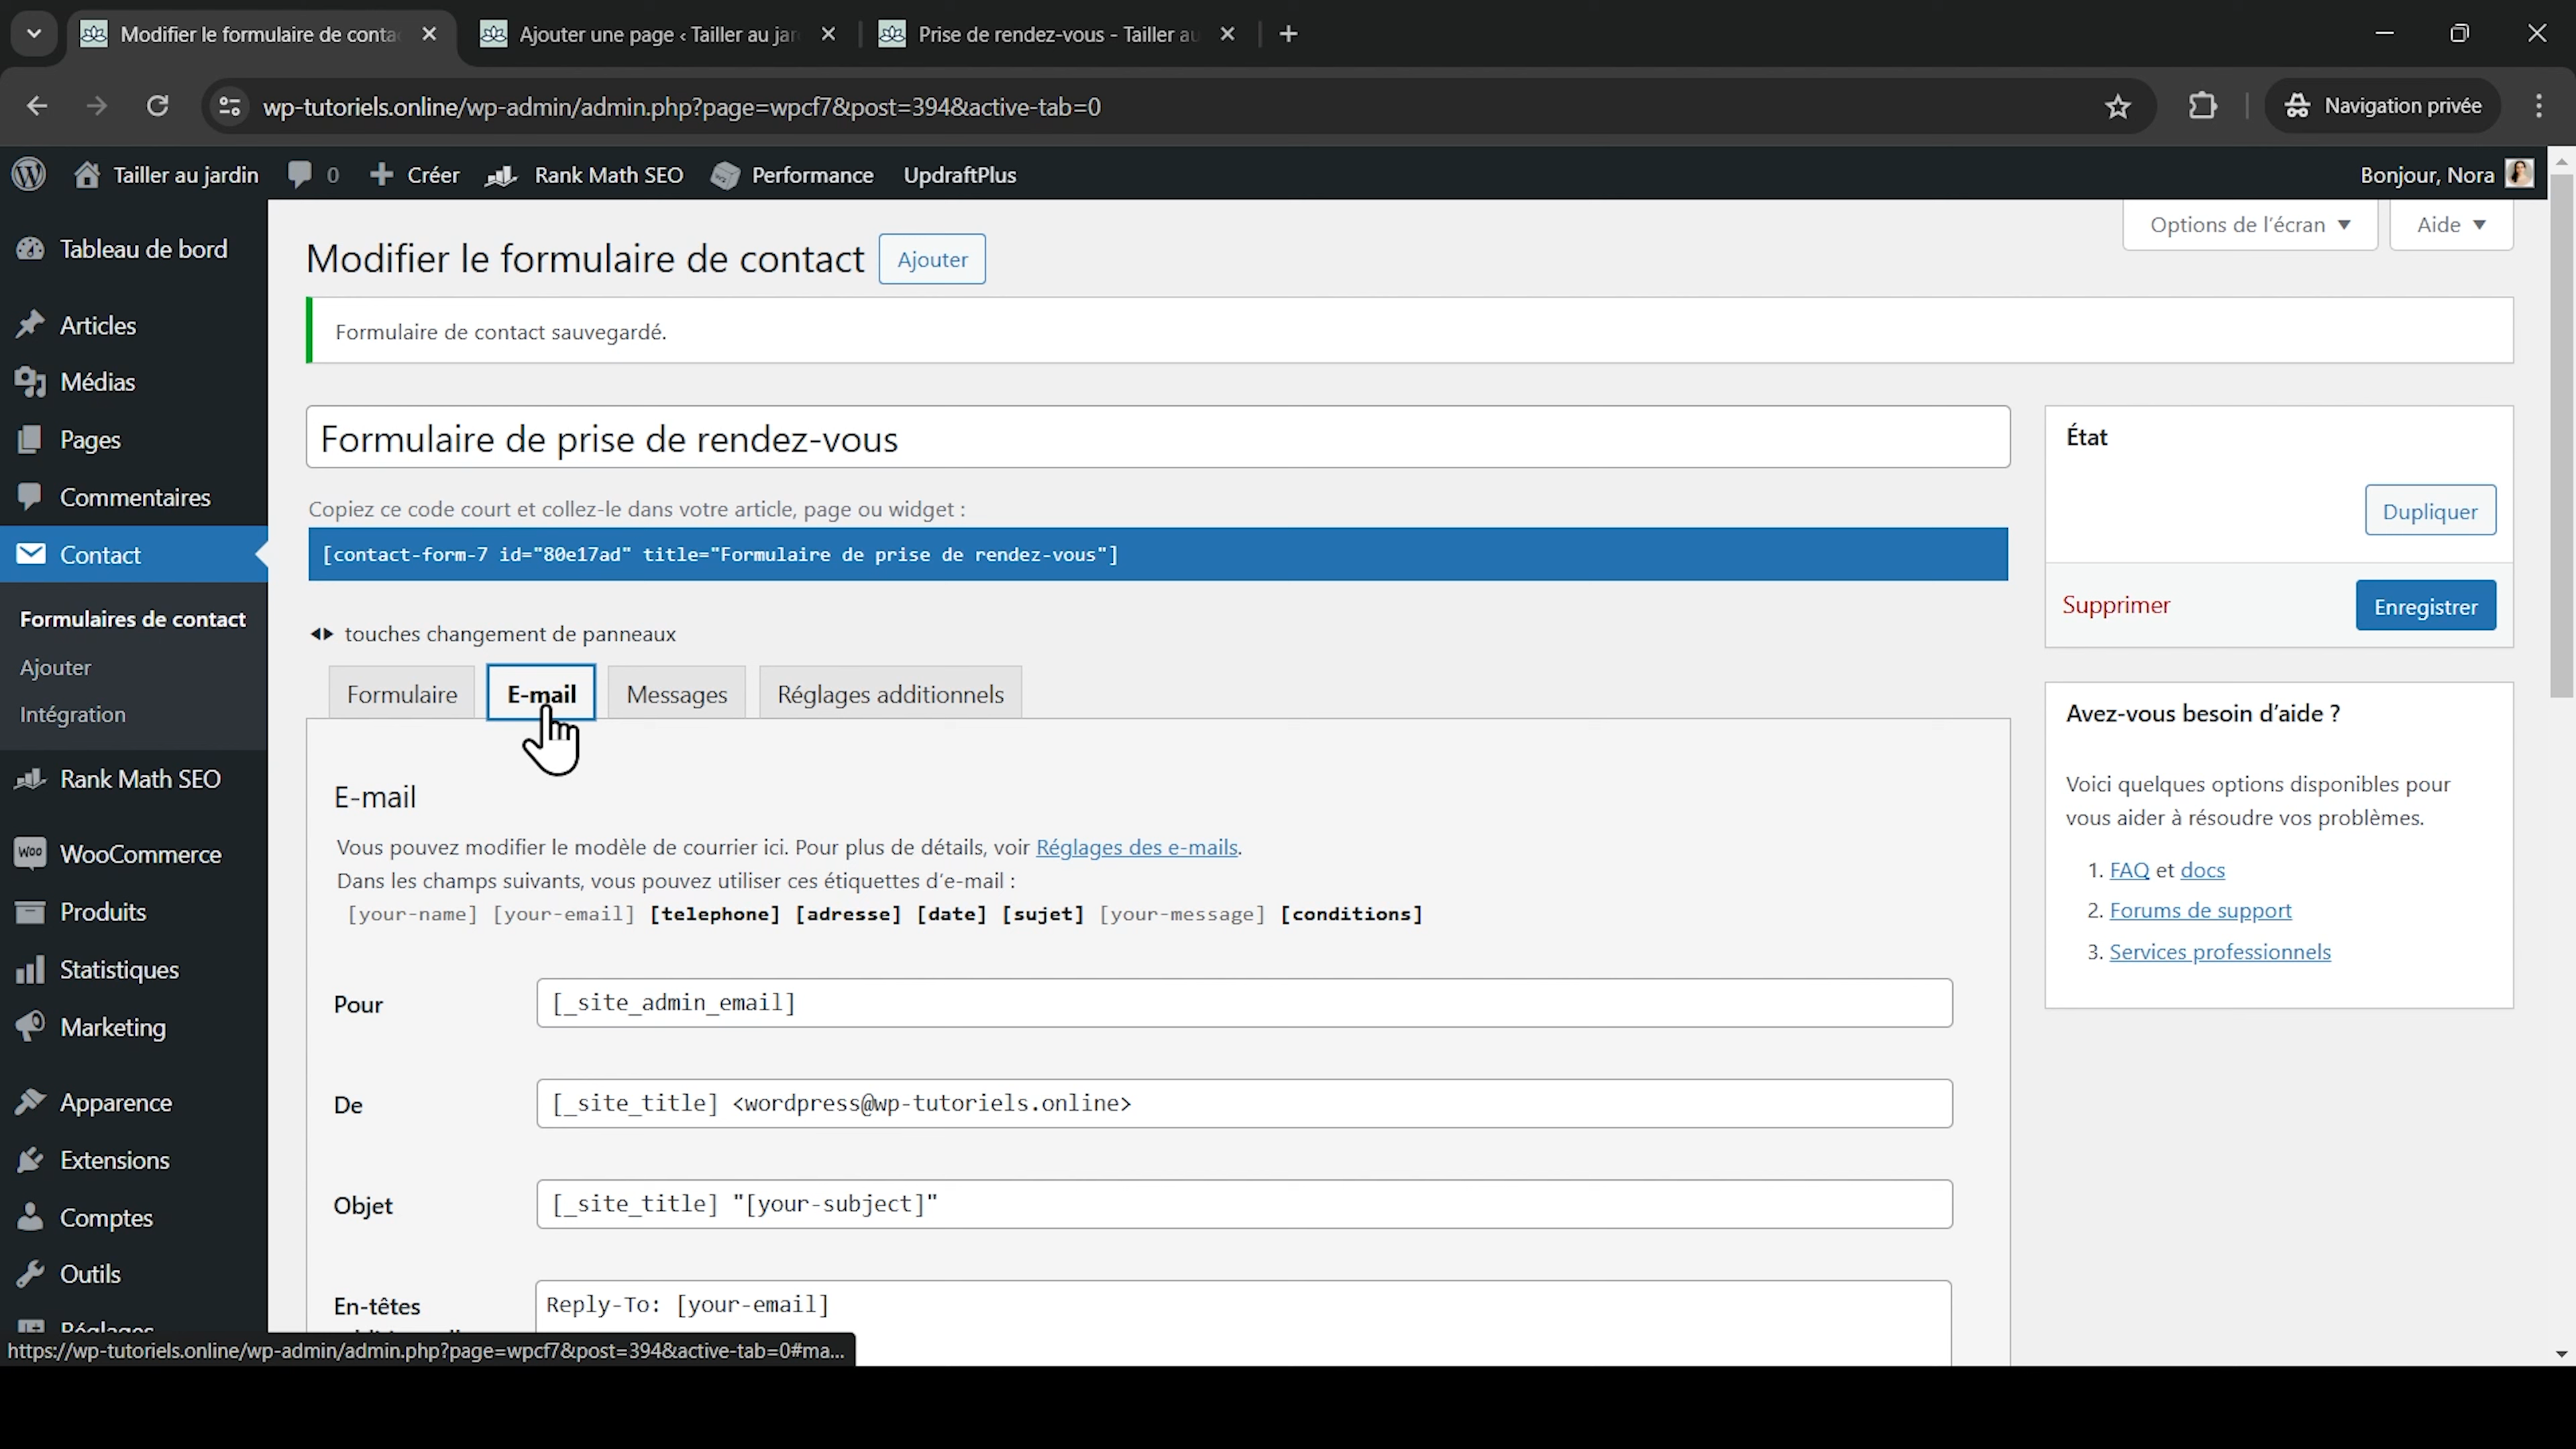 Modifier le formulaire de conta
Ajouter une page ‹ Tailler au jar
Prise de rendez-vous - Tailler au
wp-tutoriels.online/wp-admin/admin.php?page=wpcf7&post=394&active-tab=0
Navigation privée
Tailler au jardin
0
Créer
Rank Math SEO
Performance
UpdraftPlus
Bonjour, Nora
Tableau de bord
Articles
Médias
Pages
Commentaires
Contact
Formulaires de contact
Ajouter
Intégration
Rank Math SEO
WooCommerce
Produits
Statistiques
Marketing
Apparence
Extensions
Comptes
Outils
Réglages
Options de l'écran
Aide
Modifier le formulaire de contact
Ajouter
Formulaire de contact sauvegardé.
Formulaire de prise de rendez-vous
Copiez ce code court et collez-le dans votre article, page ou widget :
[contact-form-7 id="80e17ad" title="Formulaire de prise de rendez-vous"]
touches changement de panneaux
Formulaire
E-mail
Messages
Réglages additionnels
E-mail
Vous pouvez modifier le modèle de courrier ici. Pour plus de détails, voir Réglages des e-mails.
Dans les champs suivants, vous pouvez utiliser ces étiquettes d'e-mail :
[your-name] [your-email] [telephone] [adresse] [date] [sujet] [your-message] [conditions]
Pour
[_site_admin_email]
De
[_site_title] <wordpress@wp-tutoriels.online>
Objet
[_site_title] "[your-subject]"
En-têtes
Reply-To: [your-email]
État
Dupliquer
Supprimer
Enregistrer
Avez-vous besoin d'aide ?
Voici quelques options disponibles pour
vous aider à résoudre vos problèmes.
1. FAQ et docs
2. Forums de support
3. Services professionnels
https://wp-tutoriels.online/wp-admin/admin.php?page=wpcf7&post=394&active-tab=0#ma...